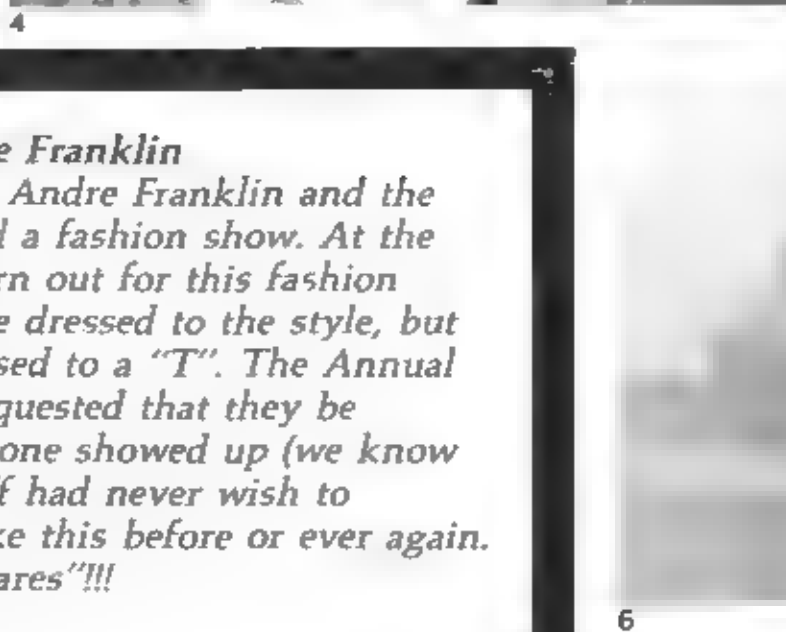 4
e Franklin
Andre Franklin and the
d a fashion show. At the
rn out for this fashion
e dressed to the style, but
sed to a “T”. The Annual
quested that they be
one showed up (we know
f had never wish to
ke this before or ever again.
ares”!!!
6